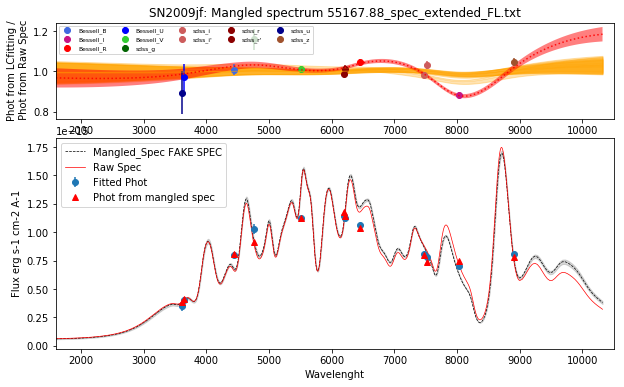 SN2009jf: Mangled spectrum 55167.88_spec_extended_FL.txt
Phot from LCfitting /
Phot from Raw Spec
1.2
1.0
0.8
Bessell_B
Bessell_I
Bessell_R
Bessell_U
Bessell_V
sdss_g
sdss_i
sdss_i'
sdss_r
sdss_r'
sdss_u
sdss_z
2000 3000 4000 5000 6000 7000 8000 9000 10000
Flux erg s-1 cm-2 A-1
1.75
1.50
1.25
1.00
0.75
0.50
0.25
0.00
Mangled_Spec FAKE SPEC
Raw Spec
Fitted Phot
Phot from mangled spec
2000 3000 4000 5000 6000 7000 8000 9000 10000
Wavelenght